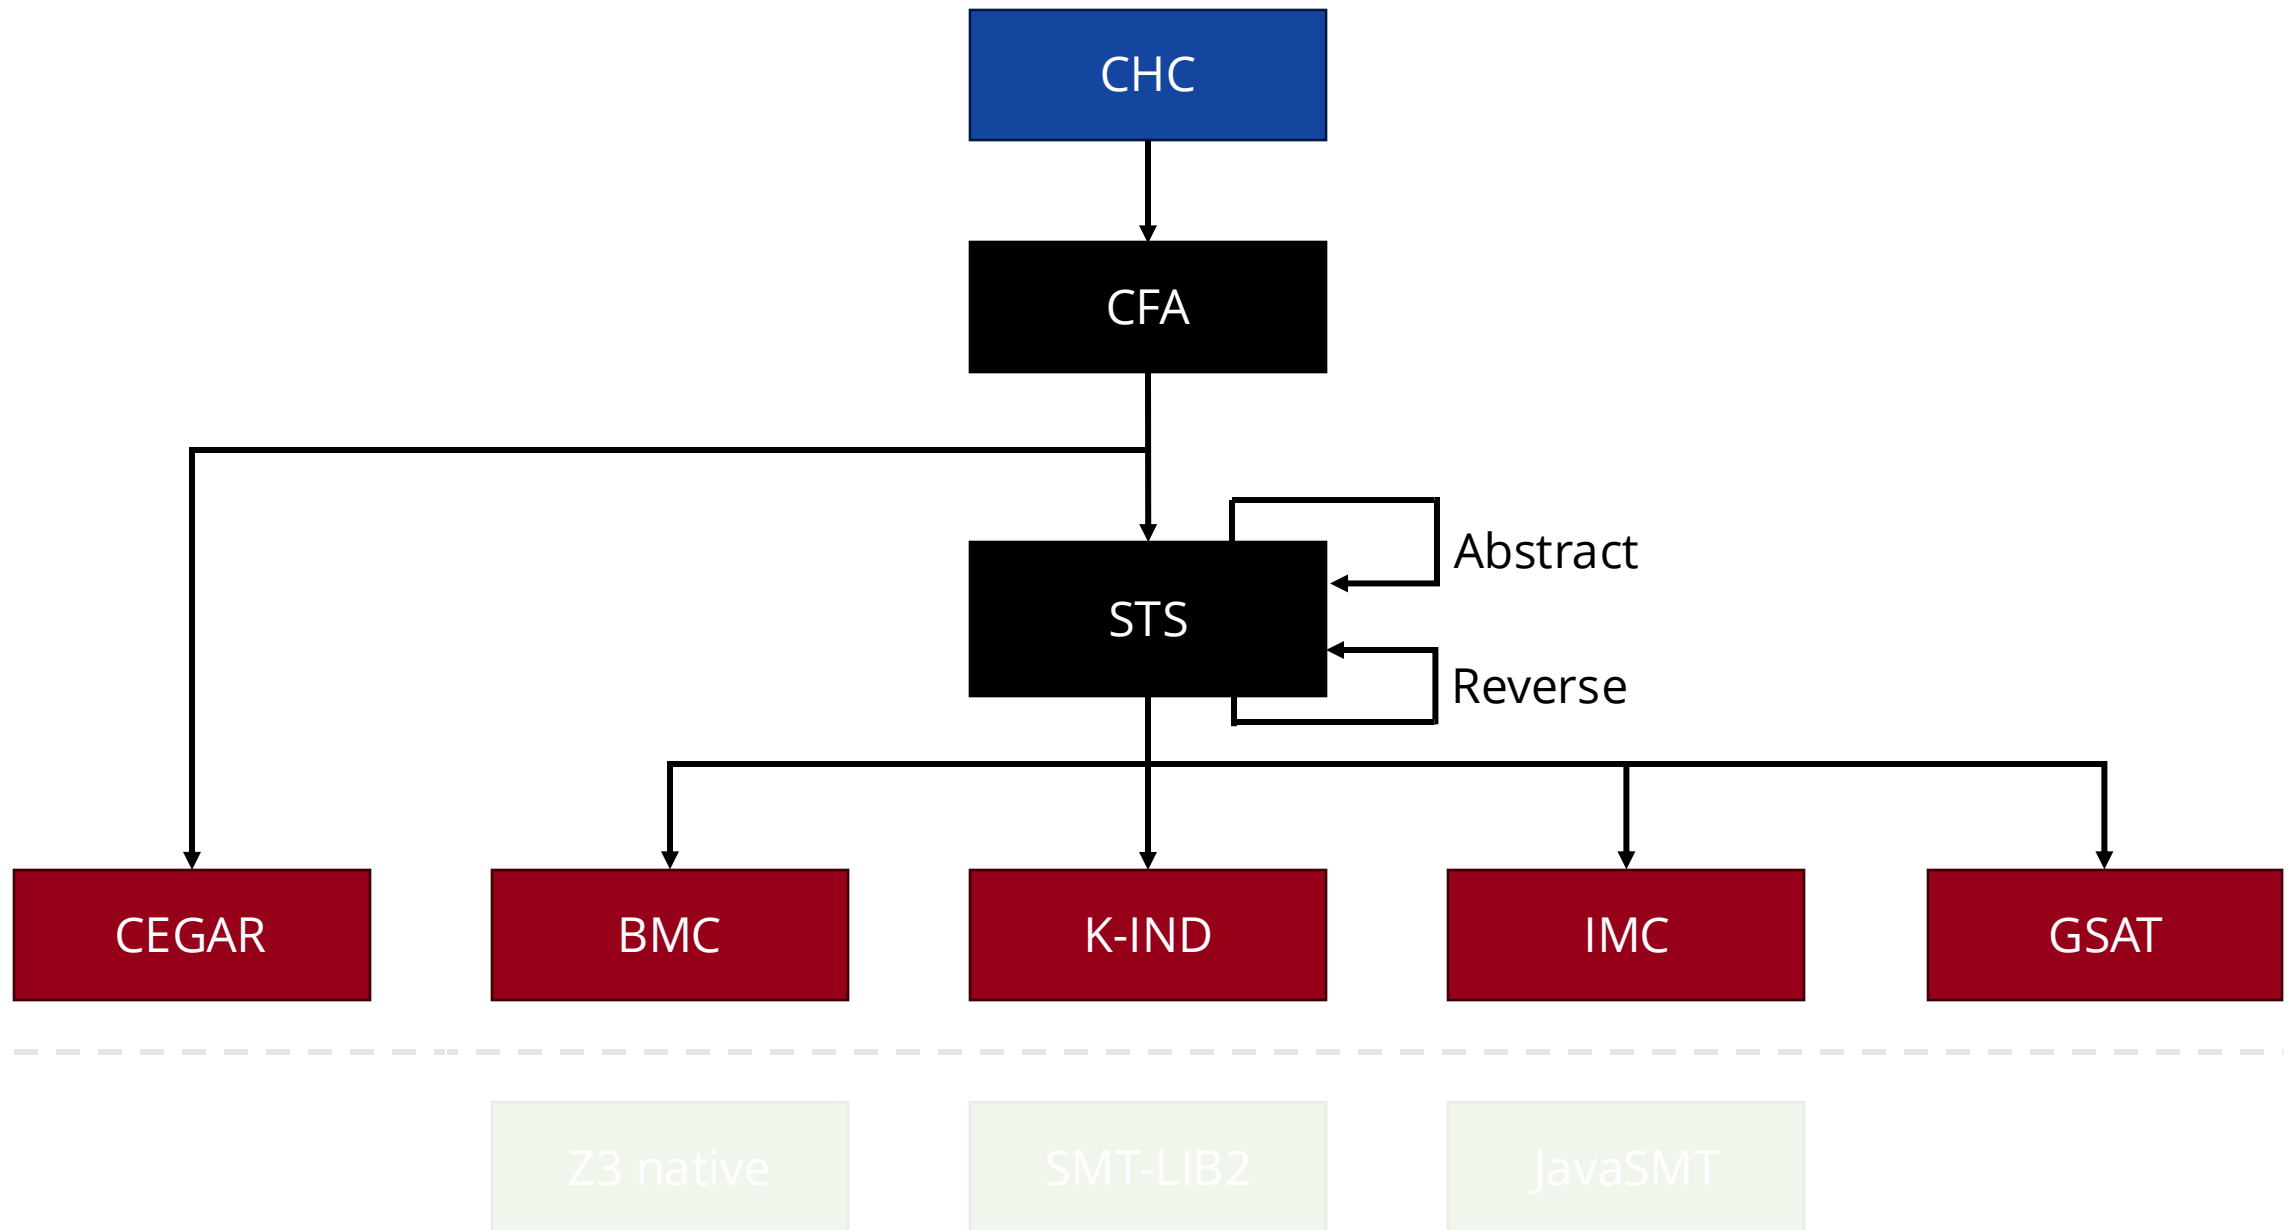 CHC
CFA
Abstract
STS
Reverse
CEGAR
BMC
K-IND
IMC
GSAT
Z3 native
SMT-LIB2
JavaSMT